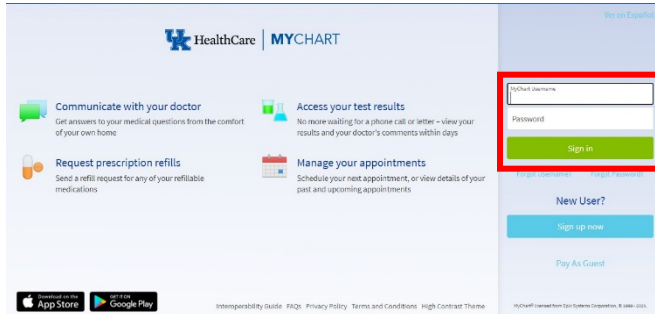 Ver en Español
UK HealthCare | MYCHART
Communicate with your doctor
Get answers to your medical questions from the comfort
of your own home
Access your test results
No more waiting for a phone call or letter – view your
results and your doctor's comments within days
Request prescription refills
Send a refill request for any of your refillable
medications
Manage your appointments
Schedule your next appointment, or view details of your
past and upcoming appointments
MyChart Username
Password
Sign in
Forgot Username? Forgot Password?
New User?
Sign up now
Pay As Guest
Download on the
App Store
GET IT ON
Google Play
Interoperability Guide FAQs Privacy Policy Terms and Conditions High Contrast Theme
MyChart® licensed from Epic Systems Corporation, © 1999-